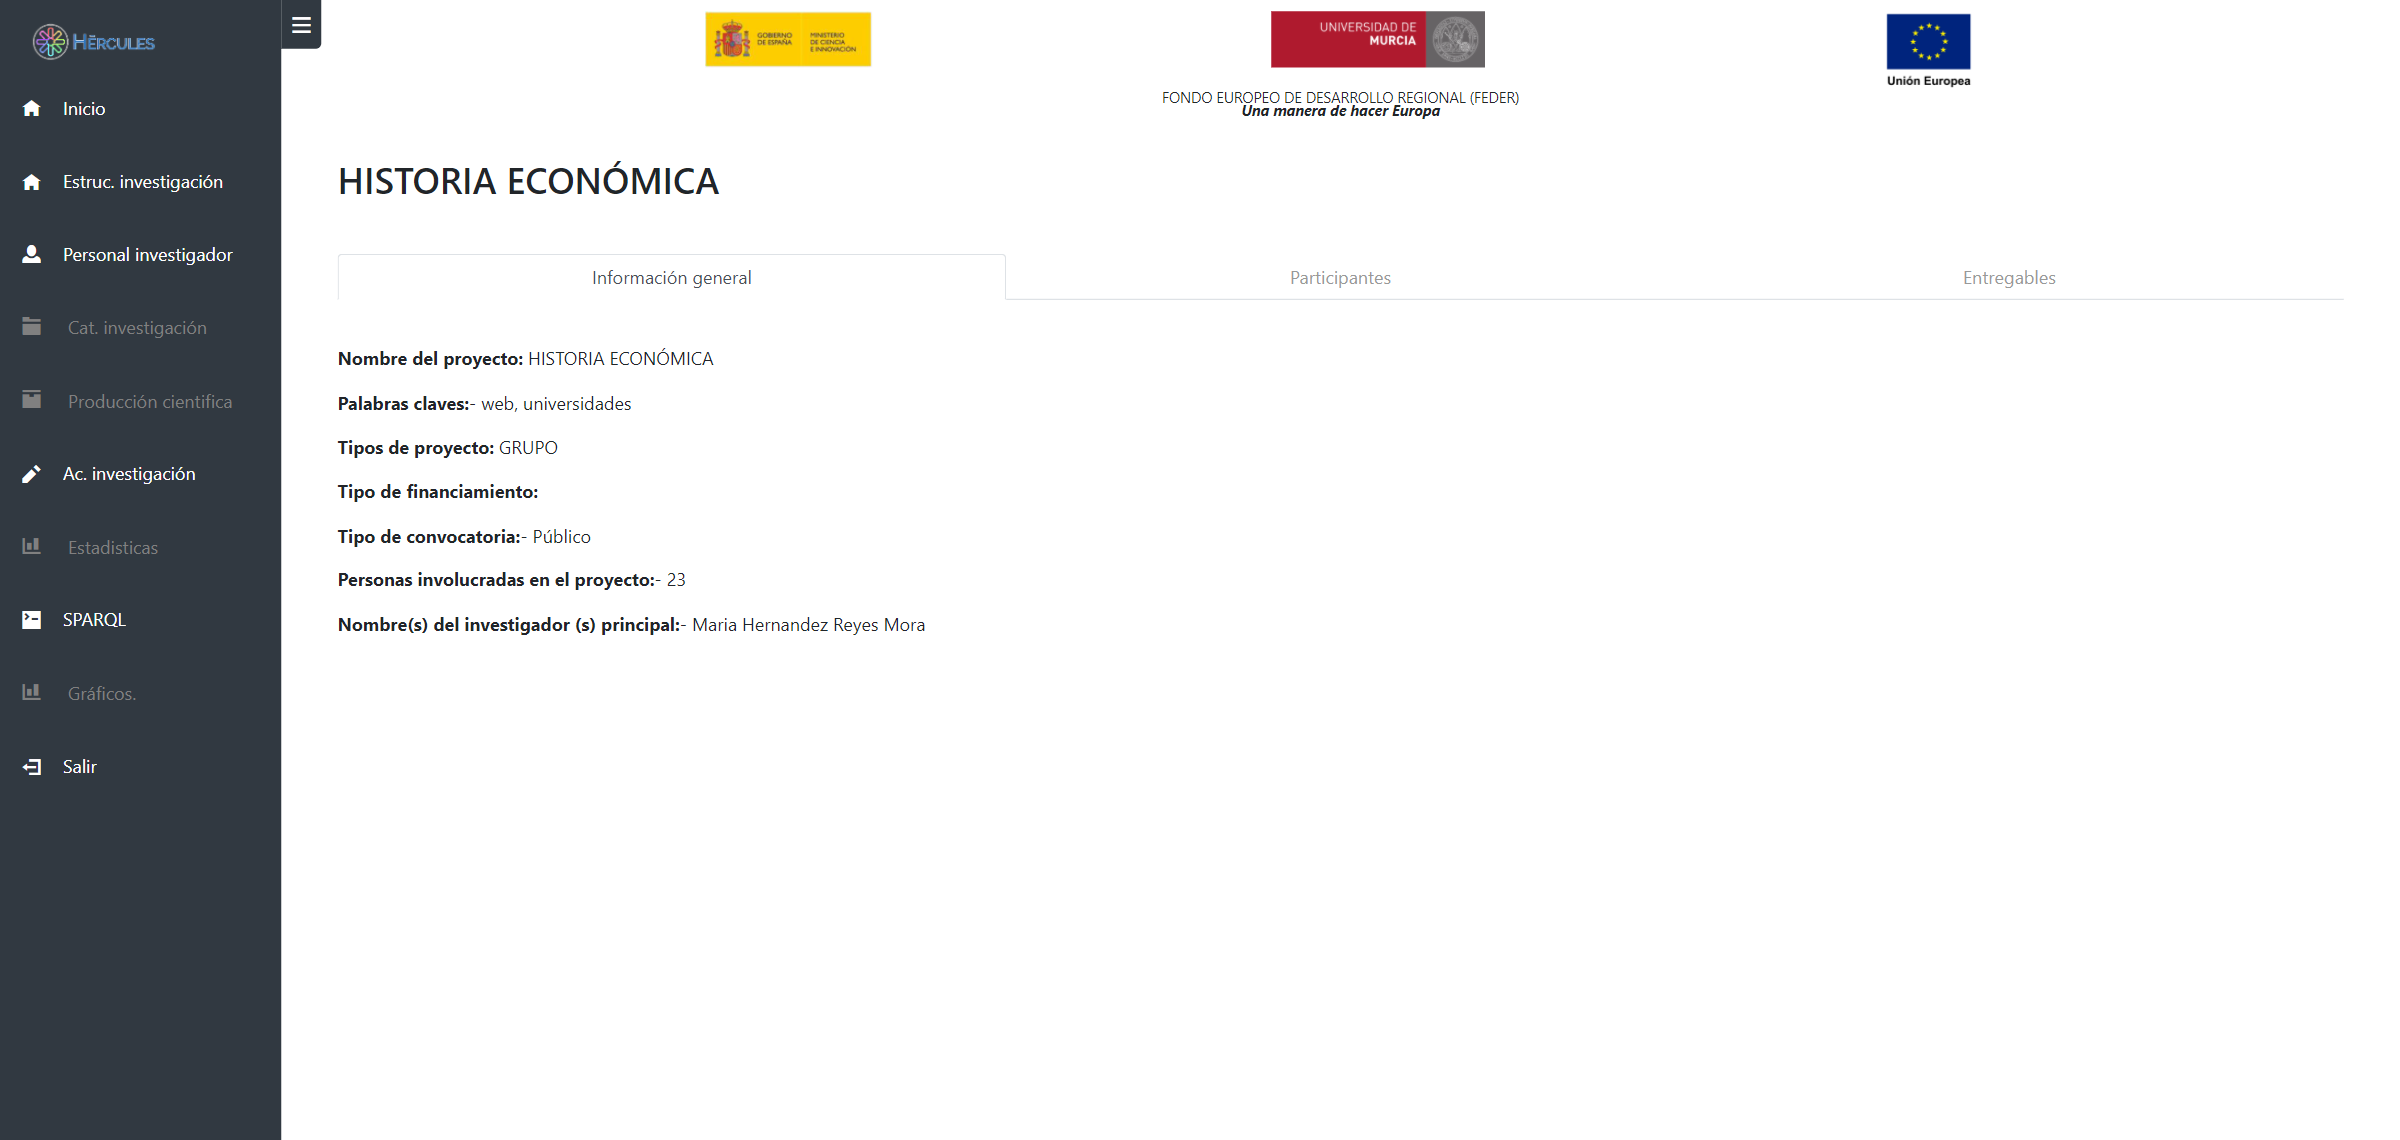 HĒRCULES
Inicio
Estruc. investigación
Personal investigador
Cat. investigación
Producción cientifica
Ac. investigación
Estadisticas
SPARQL
Gráficos.
Salir
GOBIERNO DE ESPAÑA
MINISTERIO DE CIENCIA E INNOVACIÓN
UNIVERSIDAD DE
MURCIA
Unión Europea
FONDO EUROPEO DE DESARROLLO REGIONAL (FEDER)
Una manera de hacer Europa
HISTORIA ECONÓMICA
Información general
Participantes
Entregables
Nombre del proyecto: HISTORIA ECONÓMICA
Palabras claves:- web, universidades
Tipos de proyecto: GRUPO
Tipo de financiamiento:
Tipo de convocatoria:- Público
Personas involucradas en el proyecto:- 23
Nombre(s) del investigador (s) principal:- Maria Hernandez Reyes Mora